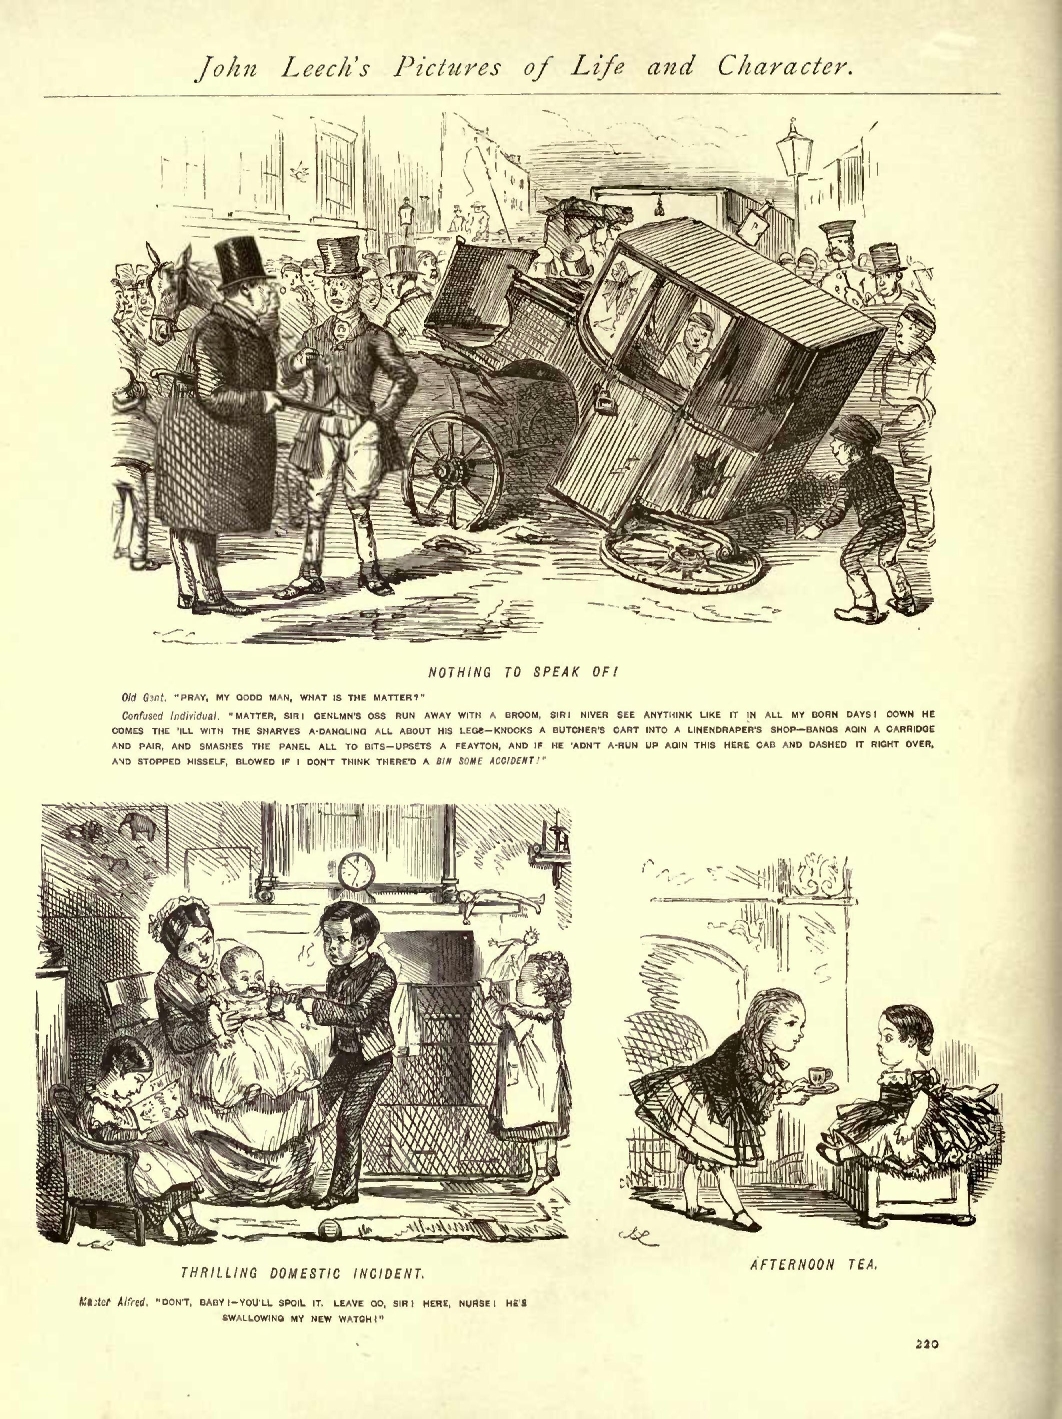 John Leech's Pictures of Life and Character.
NOTHING TO SPEAK OF!
Old Gent. "PRAY, MY GOOD MAN, WHAT IS THE MATTER?"
Confused Individual. "MATTER, SIR! GENLMN'S OSS RUN AWAY WITH A BROOM, SIR! NIVER SEE ANYTHINK LIKE IT IN ALL MY BORN DAYS! DOWN HE
COMES THE 'ILL WITH THE SHARVES A-DANGLING ALL ABOUT HIS LEGS—KNOCKS A BUTCHER'S CART INTO A LINENDRAPER'S SHOP—BANGS AGIN A CARRIDGE
AND PAIR, AND SMASHES THE PANEL ALL TO BITS—UPSETS A FEAYTON, AND IF HE 'ADN'T A-RUN UP AGIN THIS HERE CAB AND DASHED IT RIGHT OVER,
AND STOPPED HISSELF, BLOWED IF I DON'T THINK THERE'D A BIN SOME ACCIDENT!"
THRILLING DOMESTIC INCIDENT.
Master Alfred. "DON'T, BABY!—YOU'LL SPOIL IT. LEAVE GO, SIR! HERE, NURSE! HE'S
SWALLOWING MY NEW WATCH!"
AFTERNOON TEA.
220